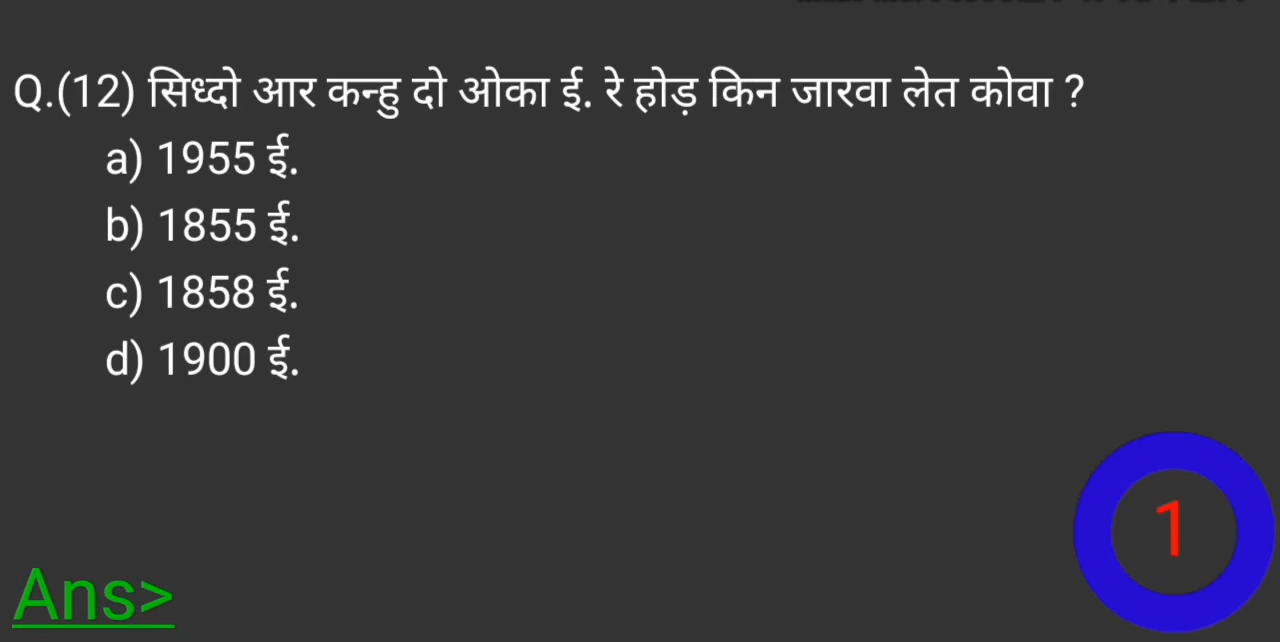 Q.(12) सिध्दो आर कन्हु दो ओका ई. रे होड़ किन जारवा लेत कोवा ?
a) 1955 ई.
b) 1855 ई.
c) 1858 ई.
d) 1900 ई.
1
Ans>